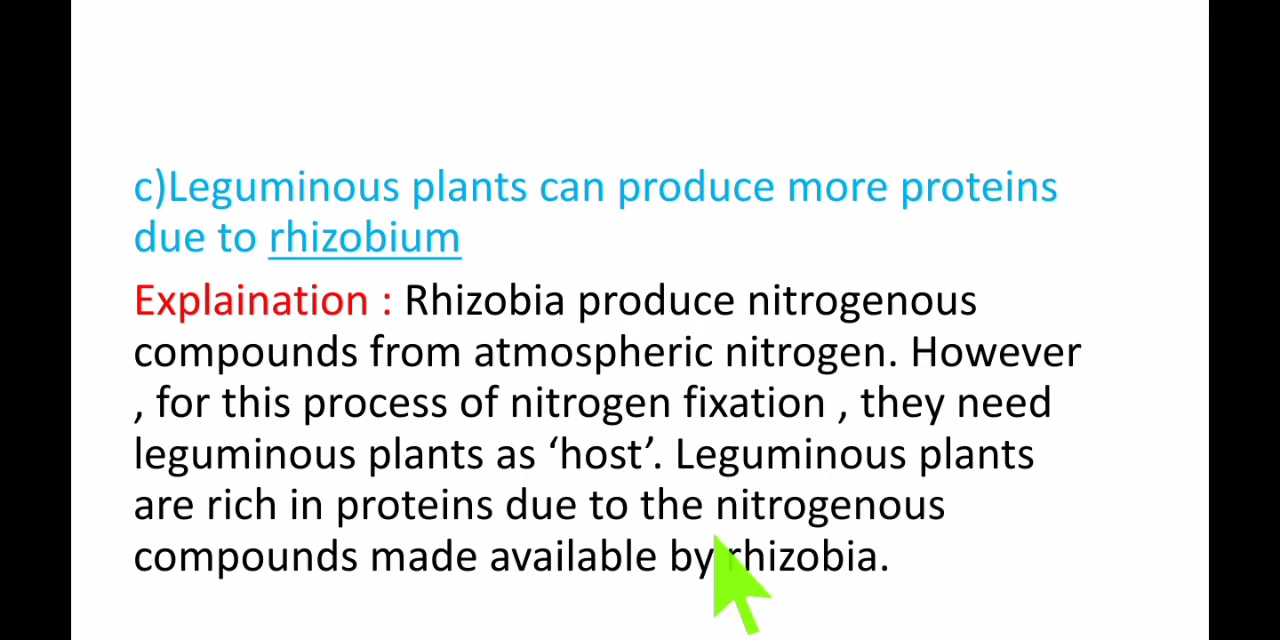 c)Leguminous plants can produce more proteins
due to rhizobium
Explaination : Rhizobia produce nitrogenous
compounds from atmospheric nitrogen. However
, for this process of nitrogen fixation , they need
leguminous plants as ‘host’. Leguminous plants
are rich in proteins due to the nitrogenous
compounds made available by rhizobia.